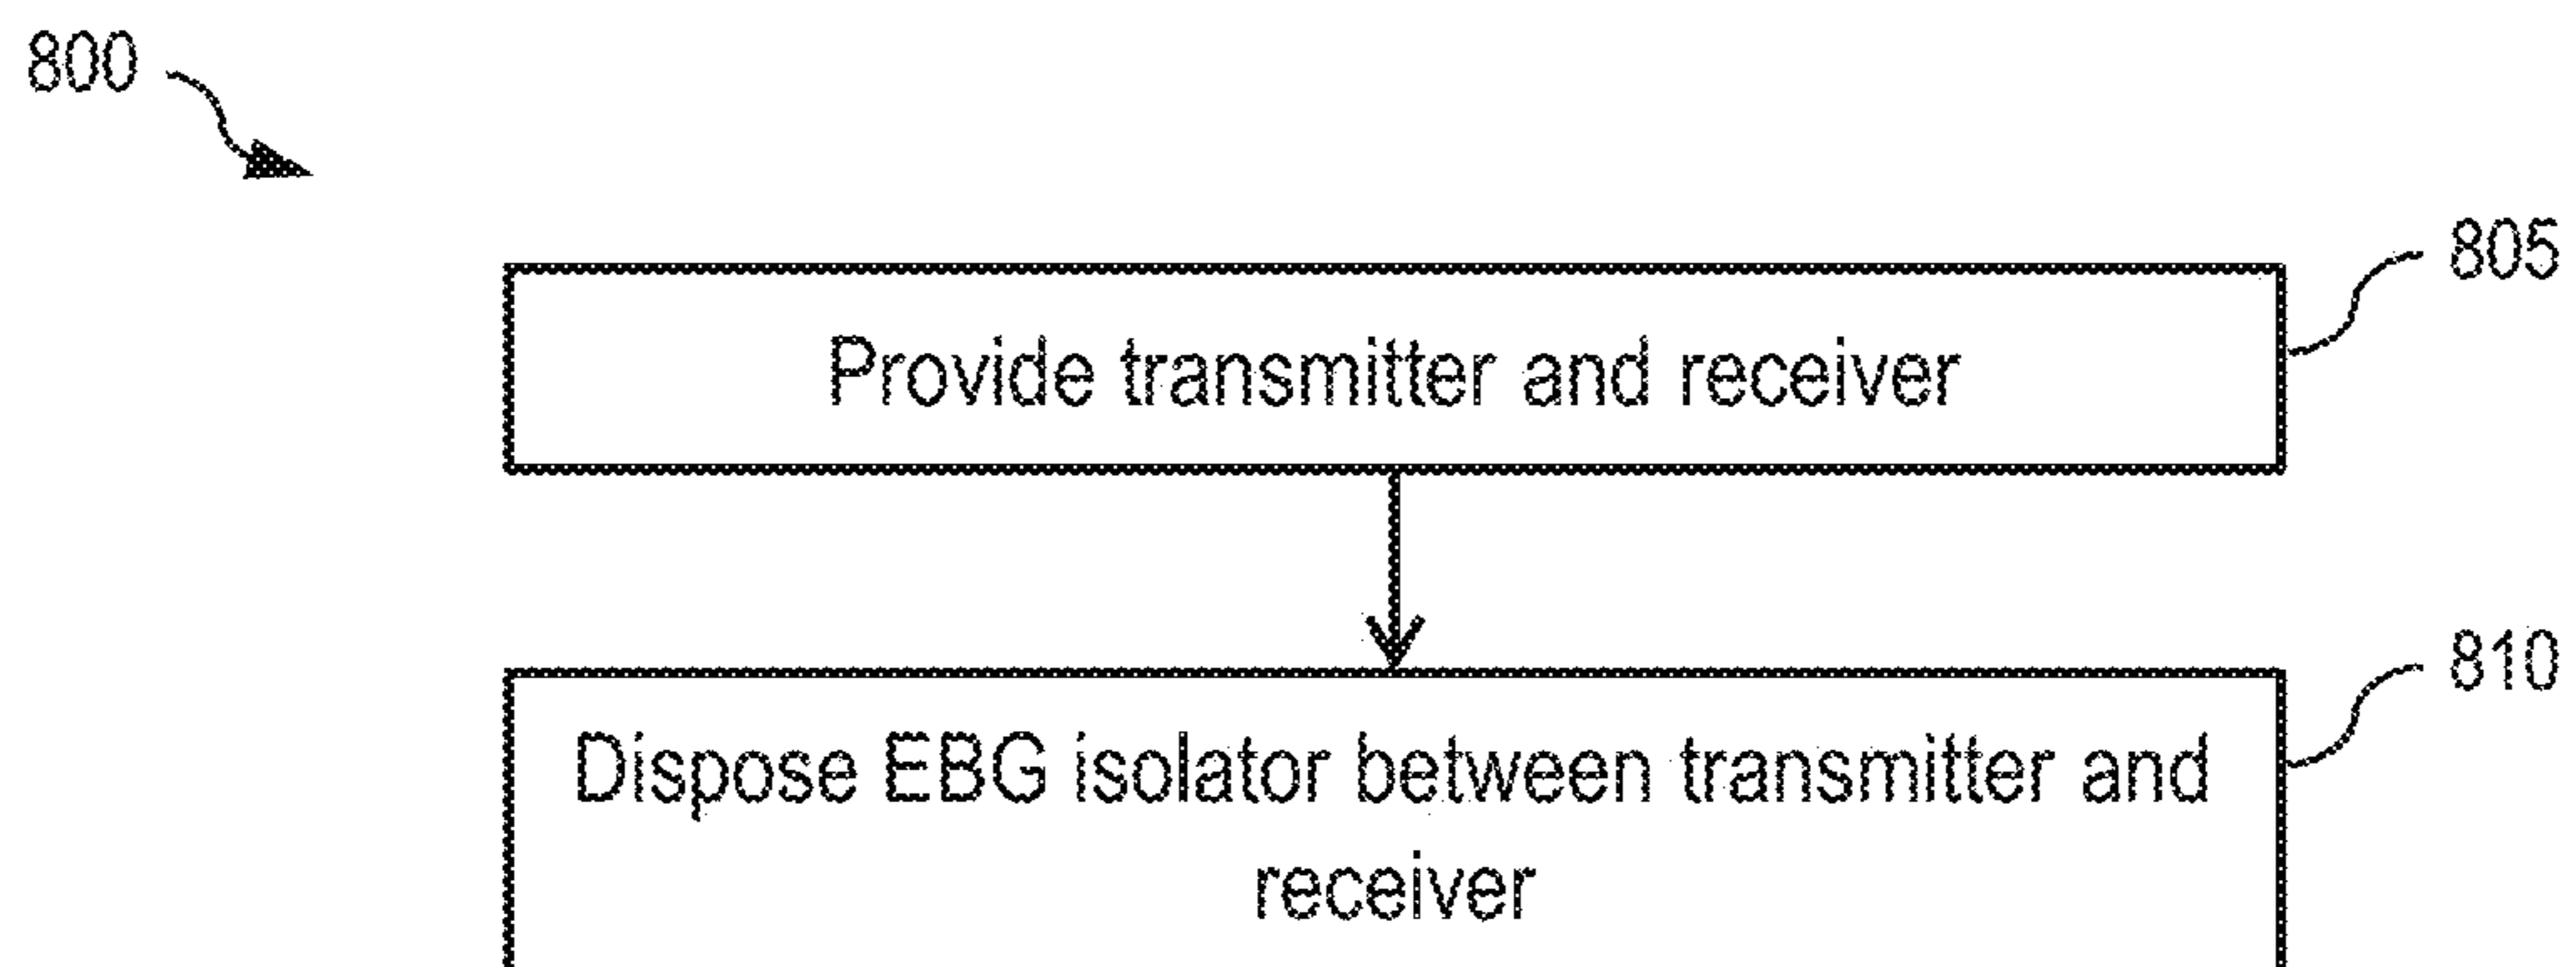 800
805
Provide transmitter and receiver
810
Dispose EBG isolator between transmitter and
receiver